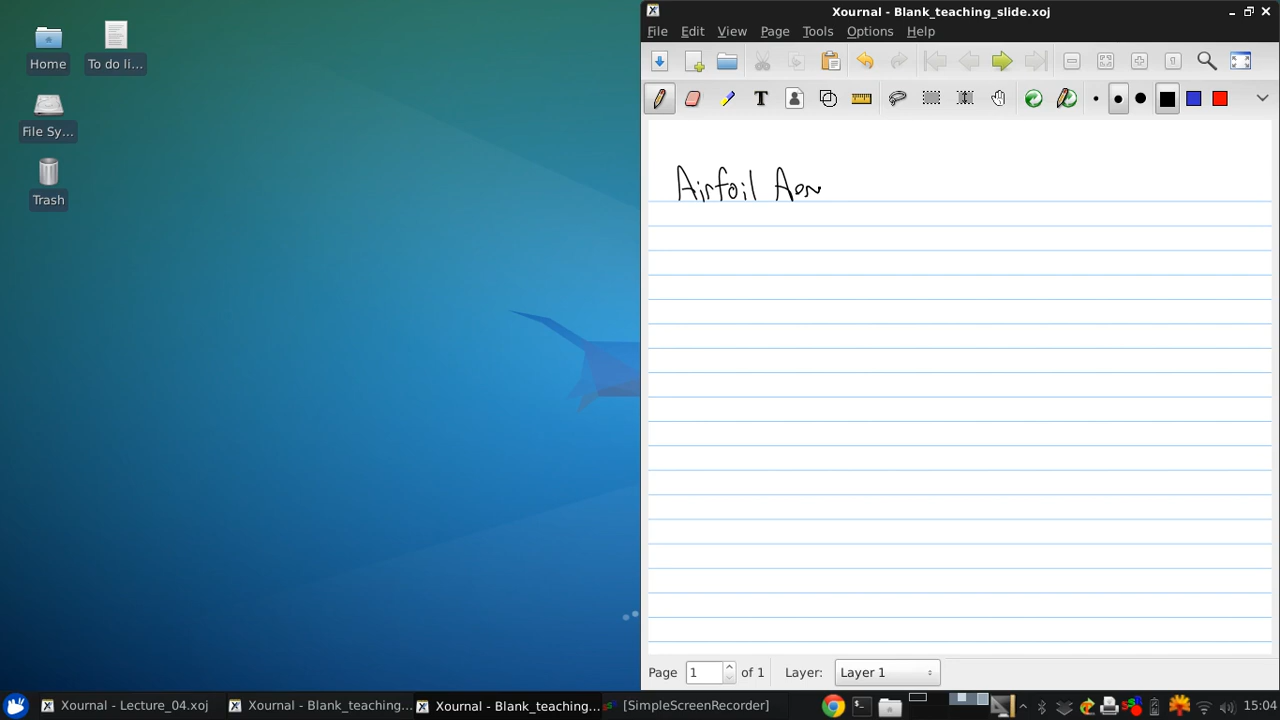 Xournal - Blank_teaching_slide.xoj
File Edit View Page Tools Options Help
Home
To do li...
File Sy...
Trash
Airfoil Aer
Page 1 of 1 Layer: Layer 1
Xournal - Lecture_04.xoj
Xournal - Blank_teaching...
Xournal - Blank_teaching...
[SimpleScreenRecorder]
15:04